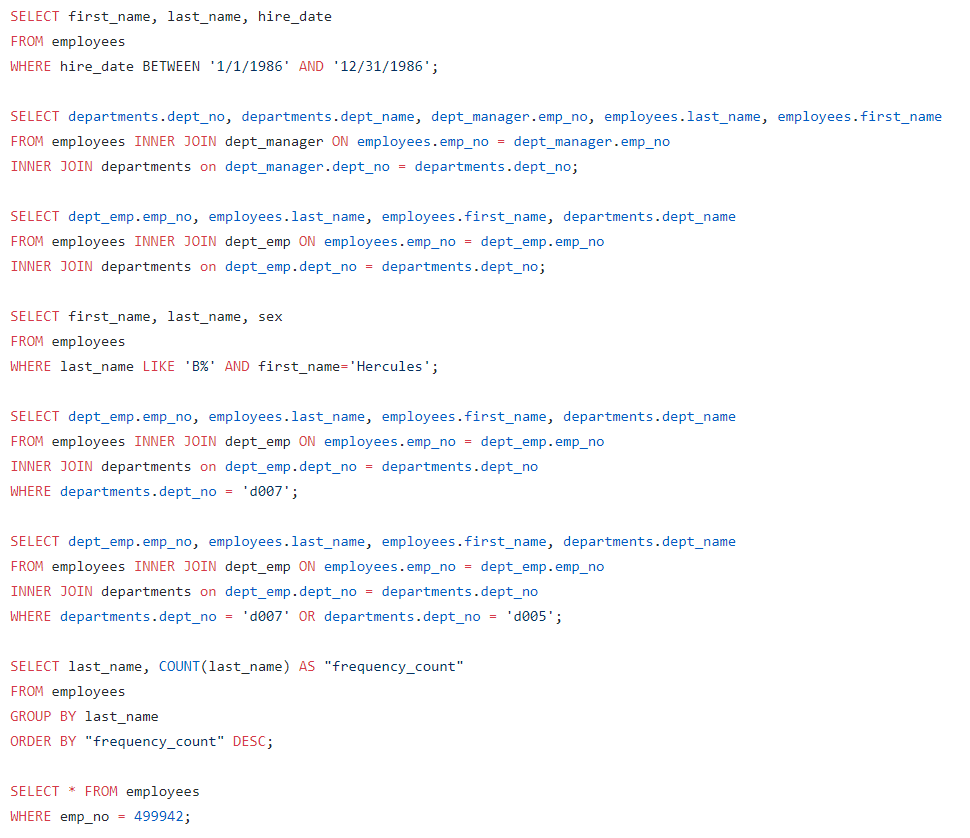 SELECT first_name, last_name, hire_date
FROM employees
WHERE hire_date BETWEEN '1/1/1986' AND '12/31/1986';
SELECT departments.dept_no, departments.dept_name, dept_manager.emp_no, employees.last_name, employees.first_name
FROM employees INNER JOIN dept_manager ON employees.emp_no = dept_manager.emp_no
INNER JOIN departments on dept_manager.dept_no = departments.dept_no;
SELECT dept_emp.emp_no, employees.last_name, employees.first_name, departments.dept_name
FROM employees INNER JOIN dept_emp ON employees.emp_no = dept_emp.emp_no
INNER JOIN departments on dept_emp.dept_no = departments.dept_no;
SELECT first_name, last_name, sex
FROM employees
WHERE last_name LIKE 'B%' AND first_name='Hercules';
SELECT dept_emp.emp_no, employees.last_name, employees.first_name, departments.dept_name
FROM employees INNER JOIN dept_emp ON employees.emp_no = dept_emp.emp_no
INNER JOIN departments on dept_emp.dept_no = departments.dept_no
WHERE departments.dept_no = 'd007';
SELECT dept_emp.emp_no, employees.last_name, employees.first_name, departments.dept_name
FROM employees INNER JOIN dept_emp ON employees.emp_no = dept_emp.emp_no
INNER JOIN departments on dept_emp.dept_no = departments.dept_no
WHERE departments.dept_no = 'd007' OR departments.dept_no = 'd005';
SELECT last_name, COUNT(last_name) AS "frequency_count"
FROM employees
GROUP BY last_name
ORDER BY "frequency_count" DESC;
SELECT * FROM employees
WHERE emp_no = 499942;